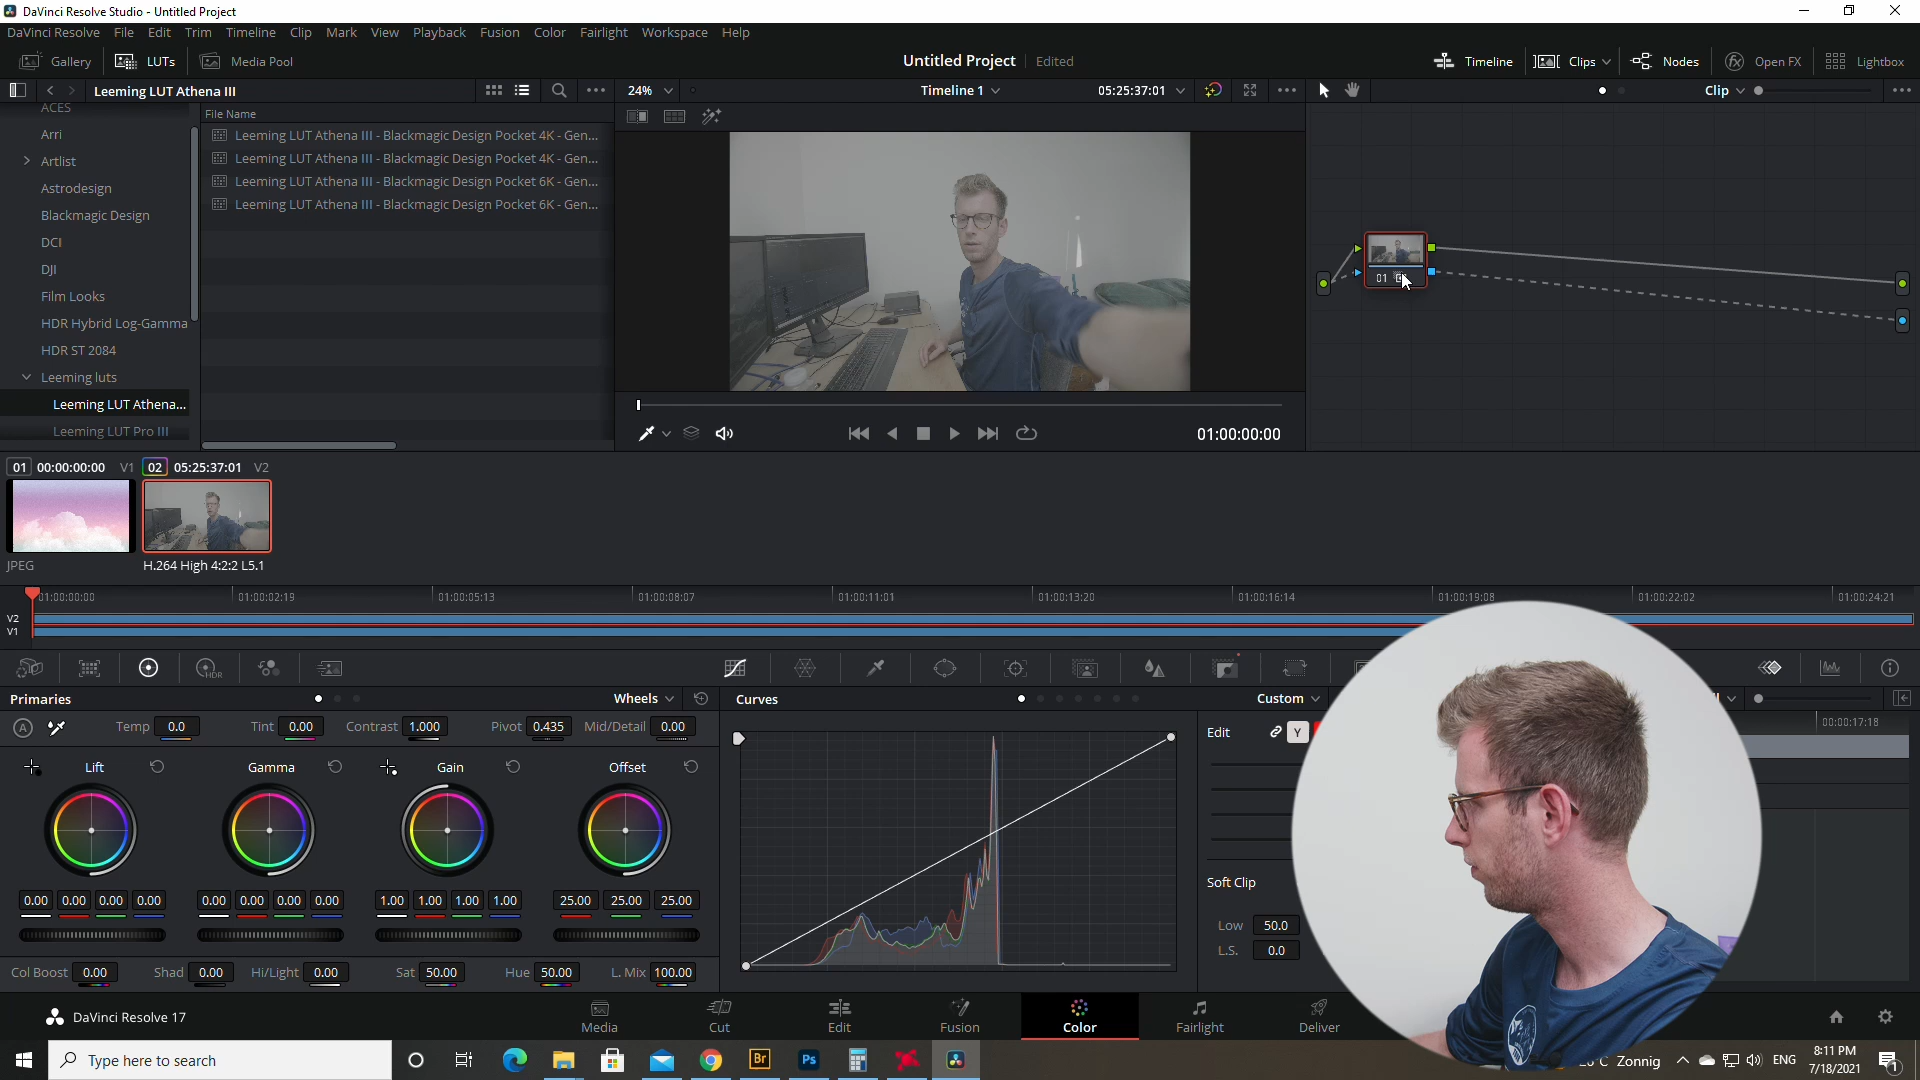 DaVinci Resolve Studio - Untitled Project
DaVinci Resolve File Edit Trim Timeline Clip Mark View Playback Fusion Color Fairlight Workspace Help
Gallery LUTs Media Pool Untitled Project Edited Timeline Clips Nodes Open FX Lightbox
Leeming LUT Athena III 24% Timeline 1 05:25:37:01 Clip
ACES
File Name
Arri
Leeming LUT Athena III - Blackmagic Design Pocket 4K - Gen...
Artlist
Leeming LUT Athena III - Blackmagic Design Pocket 4K - Gen...
Astrodesign
Leeming LUT Athena III - Blackmagic Design Pocket 6K - Gen...
Blackmagic Design
Leeming LUT Athena III - Blackmagic Design Pocket 6K - Gen...
DCI
DJI
Film Looks
HDR Hybrid Log-Gamma
HDR ST 2084
Leeming luts
Leeming LUT Athena...
Leeming LUT Pro III
01
01:00:00:00
01 00:00:00:00 V1 02 05:25:37:01 V2
JPEG H.264 High 4:2:2 L5.1
01:00:00:00 01:00:02:19 01:00:05:13 01:00:08:07 01:00:11:01 01:00:13:20 01:00:16:14 01:00:19:08 01:00:22:02 01:00:24:21
V2
V1
HDR
Primaries Wheels Curves Custom
00:00:17:18
A Temp 0.0 Tint 0.00 Contrast 1.000 Pivot 0.435 Mid/Detail 0.00
Edit Y
Lift Gamma Gain Offset
Soft Clip
0.00 0.00 0.00 0.00 0.00 0.00 0.00 0.00 1.00 1.00 1.00 1.00 25.00 25.00 25.00
Low 50.0
L.S. 0.0
Col Boost 0.00 Shad 0.00 Hi/Light 0.00 Sat 50.00 Hue 50.00 L. Mix 100.00
DaVinci Resolve 17 Media Cut Edit Fusion Color Fairlight Deliver
Type here to search Br Ps Zonnig ENG 8:11 PM
7/18/2021 1